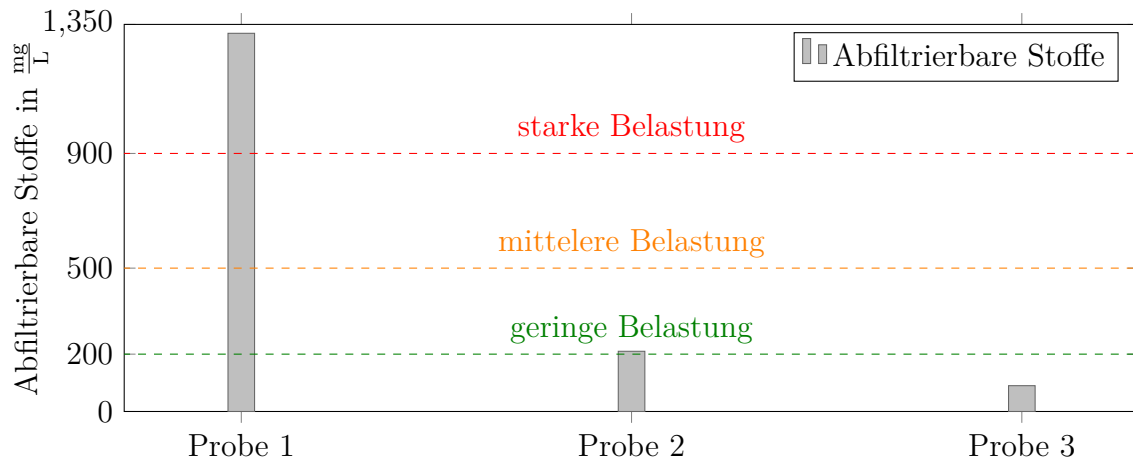 1,350
Abfiltrierbare Stoffe
starke Belastung
900
mittelere Belastung
500
geringe Belastung
200
0
Abfiltrierbare Stoffe in mg/L
Probe 1
Probe 2
Probe 3